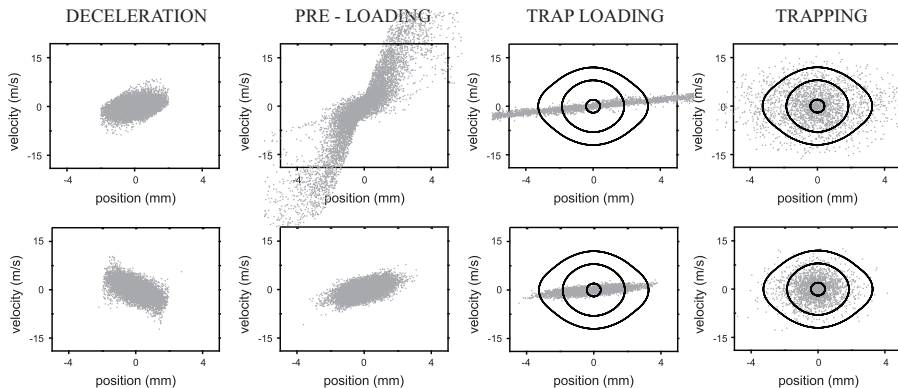 DECELERATION PRE - LOADING TRAP LOADING TRAPPING
15 15 15 15
velocity (m/s) velocity (m/s) velocity (m/s) velocity (m/s)
0 0 0 0
-15 -15 -15 -15
-4 0 4 -4 0 4 -4 0 4 -4 0 4
position (mm) position (mm) position (mm) position (mm)
15 15 15 15
velocity (m/s) velocity (m/s) velocity (m/s) velocity (m/s)
0 0 0 0
-15 -15 -15 -15
-4 0 4 -4 0 4 -4 0 4 -4 0 4
position (mm) position (mm) position (mm) position (mm)